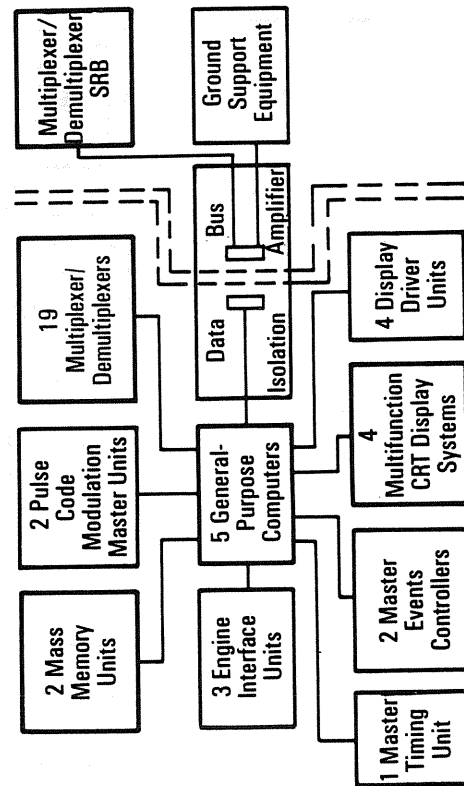 2 Mass
Memory
Units
2 Pulse
Code
Modulation
Master Units
19
Multiplexer/
Demultiplexers
Multiplexer/
Demultiplexer
SRB
3 Engine
Interface
Units
5 General-
Purpose
Computers
Data
Bus
Isolation
Amplifier
Ground
Support
Equipment
1 Master
Timing
Unit
2 Master
Events
Controllers
4
Multifunction
CRT Display
Systems
4 Display
Driver
Units